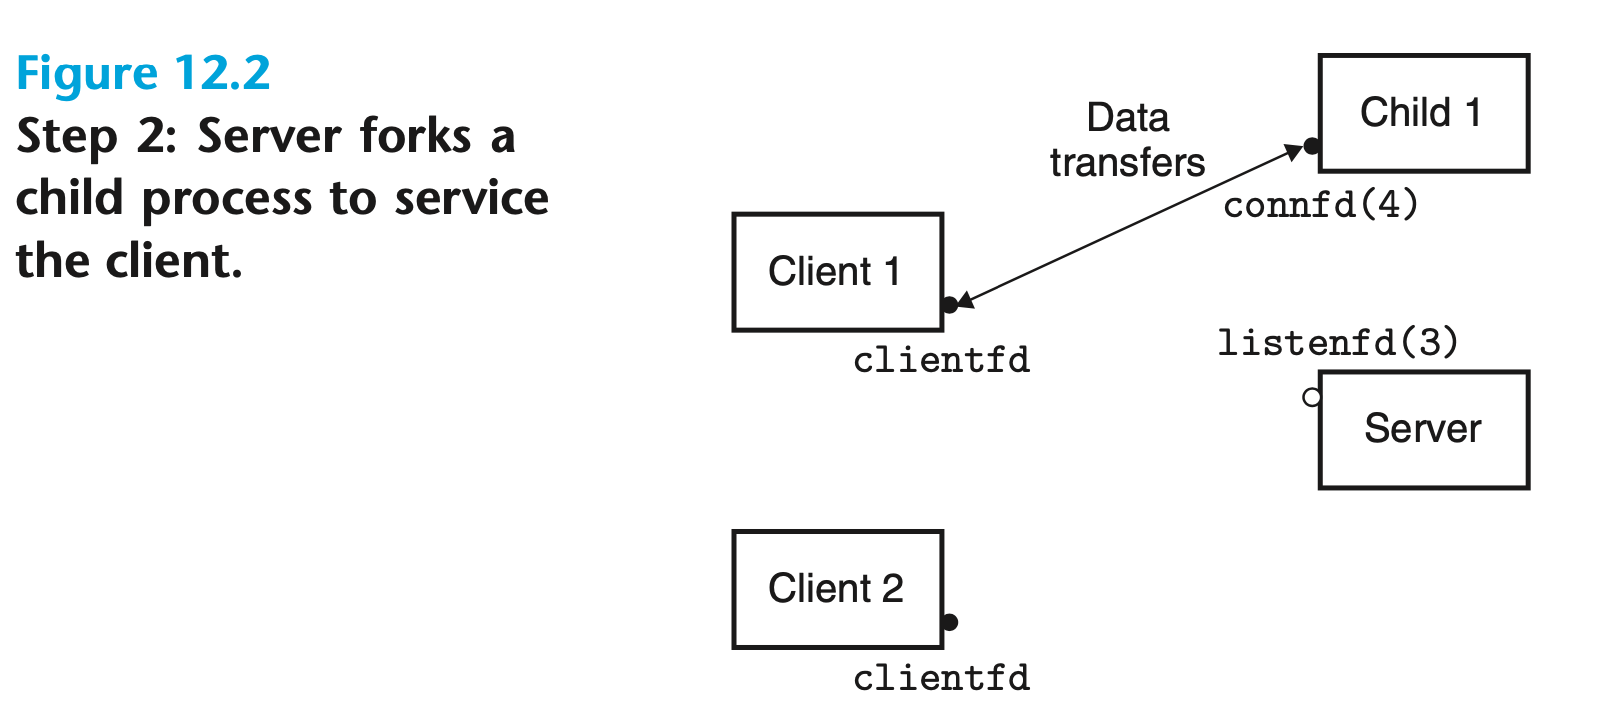 Figure 12.2
Step 2: Server forks a
child process to service
the client.
Data
transfers
Child 1
connfd(4)
Client 1
clientfd
listenfd(3)
Server
Client 2
clientfd